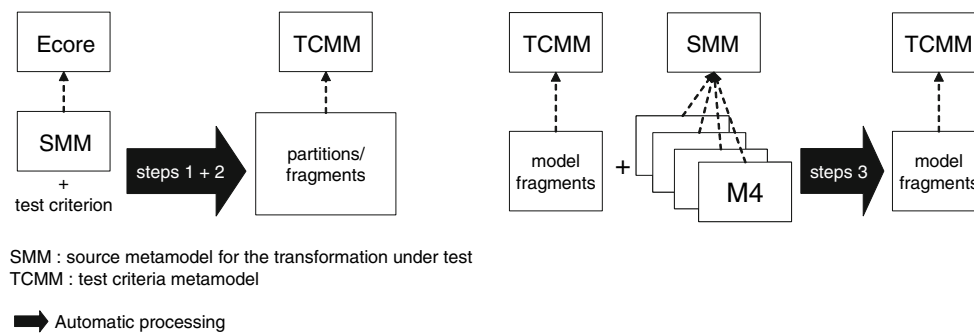 Ecore
TCMM
TCMM
SMM
TCMM
SMM
+
test criterion
steps 1 + 2
partitions/
fragments
model
fragments
+
M4
steps 3
model
fragments
SMM : source metamodel for the transformation under test
TCMM : test criteria metamodel
Automatic processing